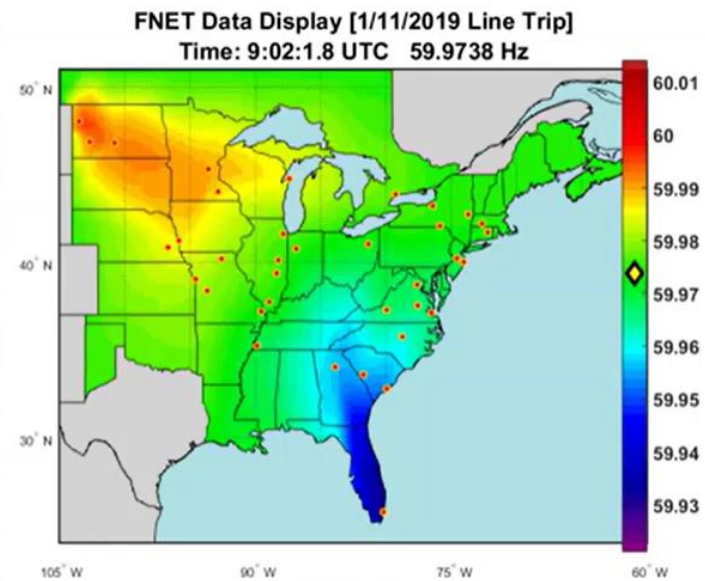 FNET Data Display [1/11/2019 Line Trip]
Time: 9:02:1.8 UTC 59.9738 Hz
50° N
40° N
30° N
105° W
90° W
75° W
60° W
60.01
60
59.99
59.98
59.97
59.96
59.95
59.94
59.93